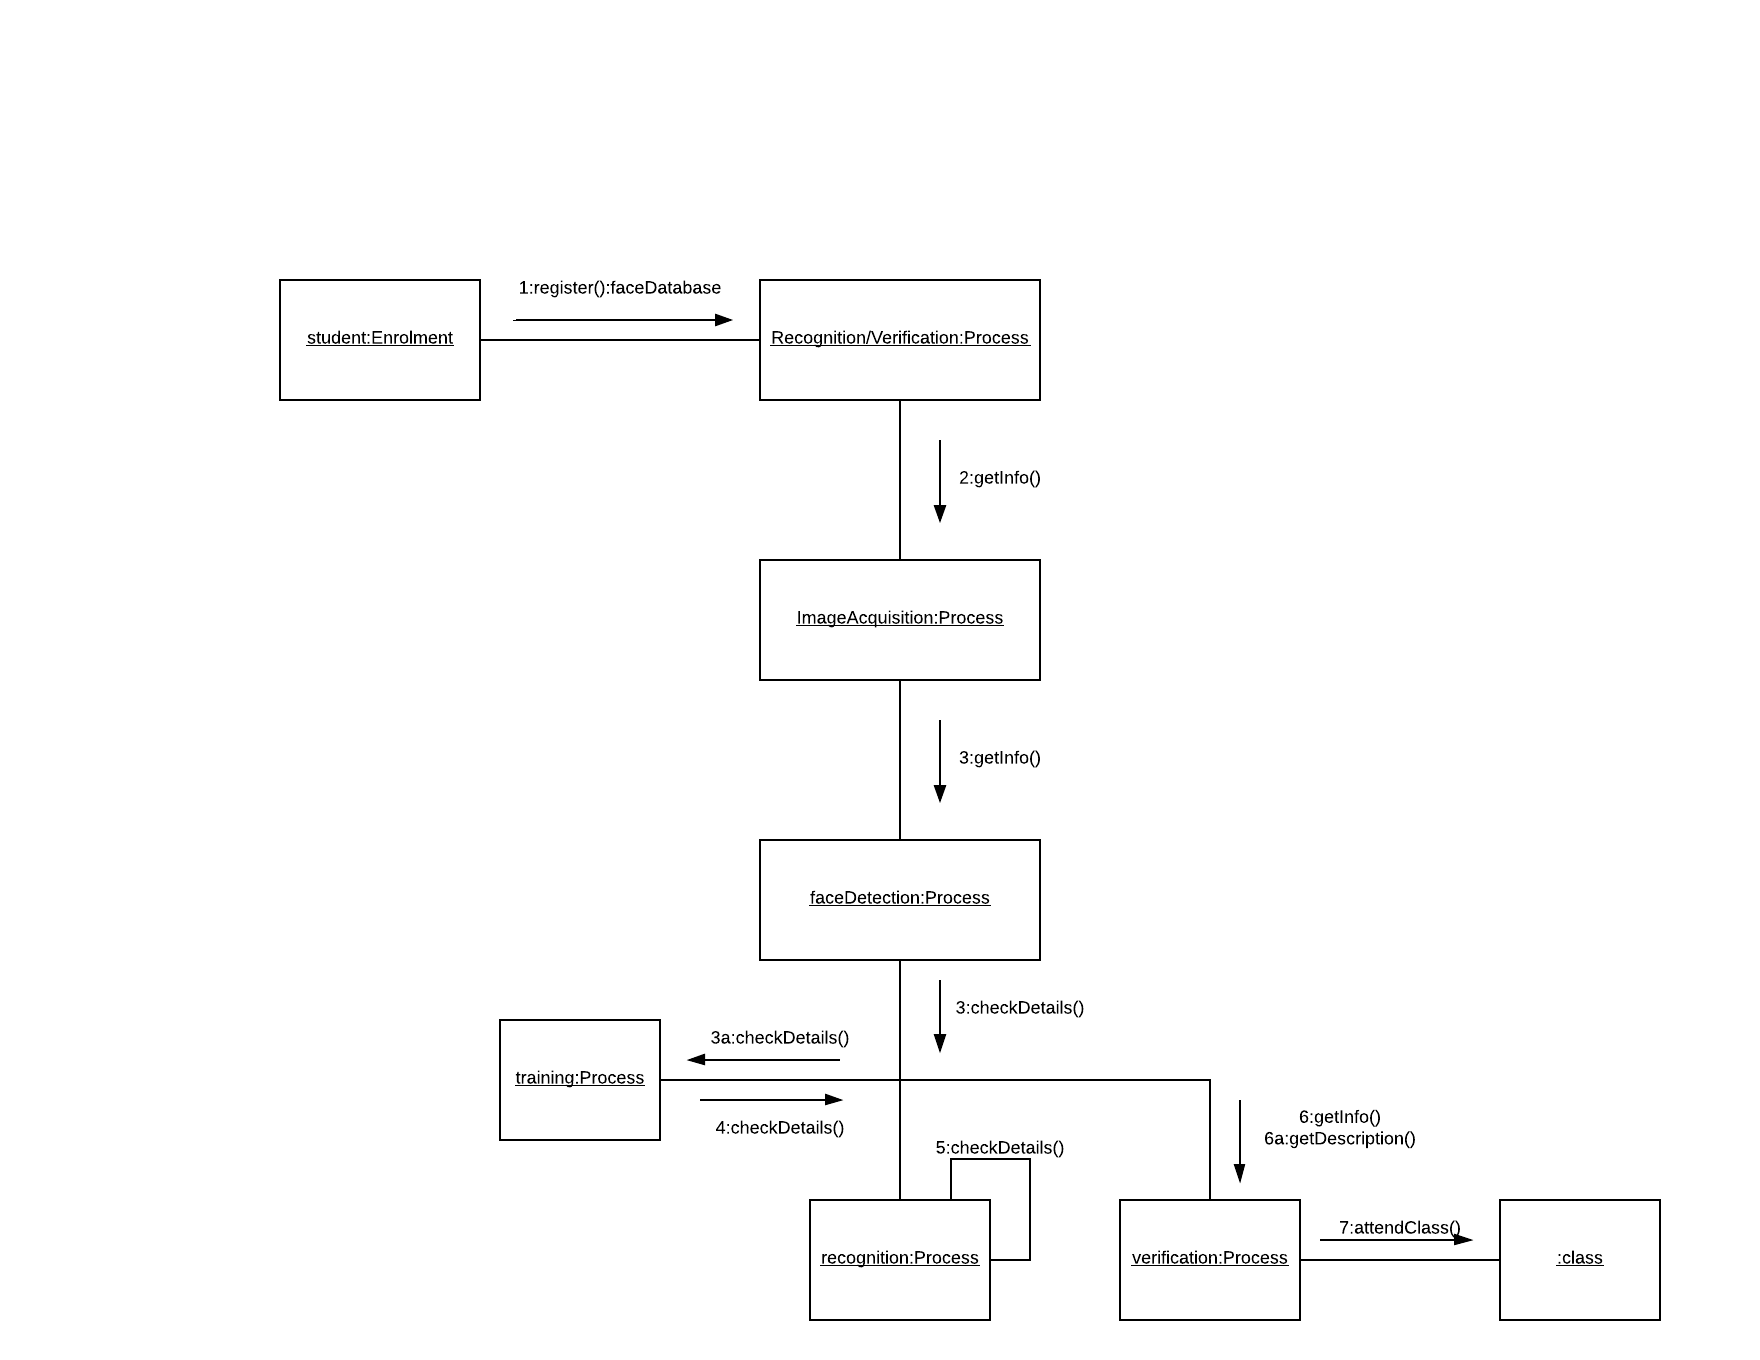 1:register():faceDatabase
student:Enrolment
Recognition/Verification:Process
2:getInfo()
ImageAcquisition:Process
3:getInfo()
faceDetection:Process
3:checkDetails()
3a:checkDetails()
training:Process
4:checkDetails()
6:getInfo()
6a:getDescription()
5:checkDetails()
7:attendClass()
recognition:Process
verification:Process
:class